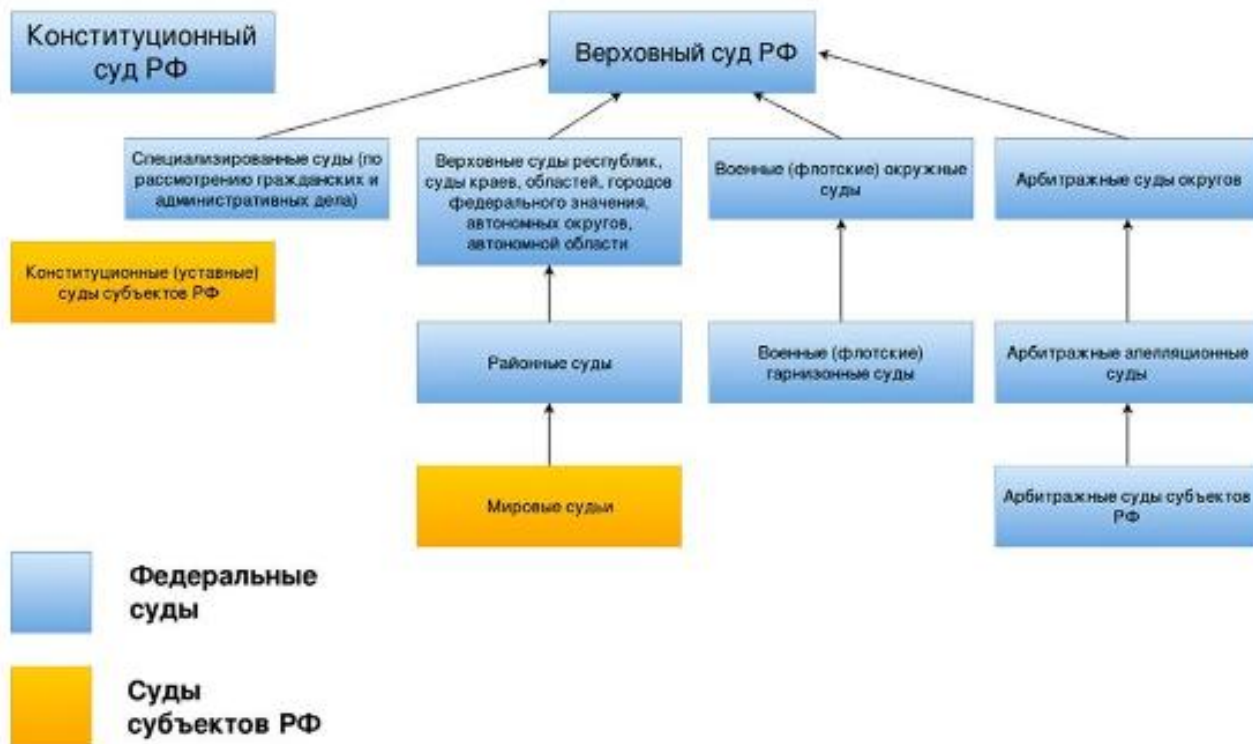 Конституционный
суд РФ
Верховный суд РФ
Специализированные суды (по
рассмотрению гражданских и
административных дела)
Верховные суды республик,
суды краев, областей, городов
федерального значения,
автономных округов,
автономной области
Военные (флотские) окружные
суды
Арбитражные суды округов
Конституционные (уставные)
суды субъектов РФ
Районные суды
Военные (флотские)
гарнизонные суды
Арбитражные апелляционные
суды
Мировые судьи
Арбитражные суды субъектов
РФ
Федеральные
суды
Суды
субъектов РФ